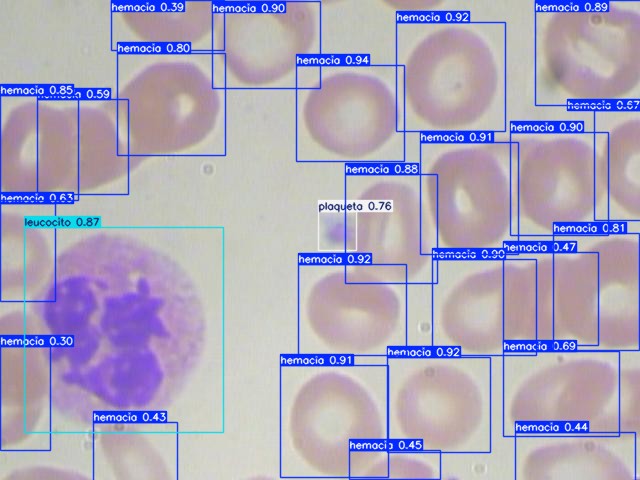 hemacia 0.39
hemacia 0.90
hemacia 0.92
hemacia 0.89
hemacia 0.80
hemacia 0.94
hemacia 0.85
0.59
hemacia 0.67
hemacia 0.91
hemacia 0.90
hemacia 0.88
hemacia 0.63
plaqueta 0.76
leucocito 0.87
hemacia 0.81
hemacia 0.47
hemacia 0.90
hemacia 0.92
hemacia 0.30
hemacia 0.91
hemacia 0.92
hemacia 0.69
hemacia 0.43
hemacia 0.45
hemacia 0.44